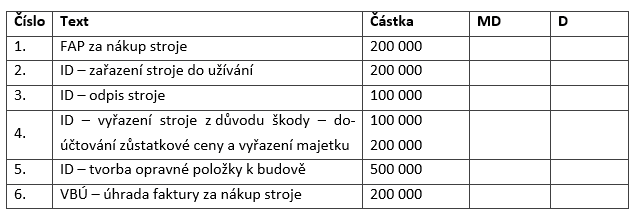 Číslo Text Částka MD D
1. FAP za nákup stroje 200 000
2. ID – zařazení stroje do užívání 200 000
3. ID – odpis stroje 100 000
4. ID – vyřazení stroje z důvodu škody – do- 100 000
účtování zůstatkové ceny a vyřazení majetku 200 000
5. ID – tvorba opravné položky k budově 500 000
6. VBÚ – úhrada faktury za nákup stroje 200 000